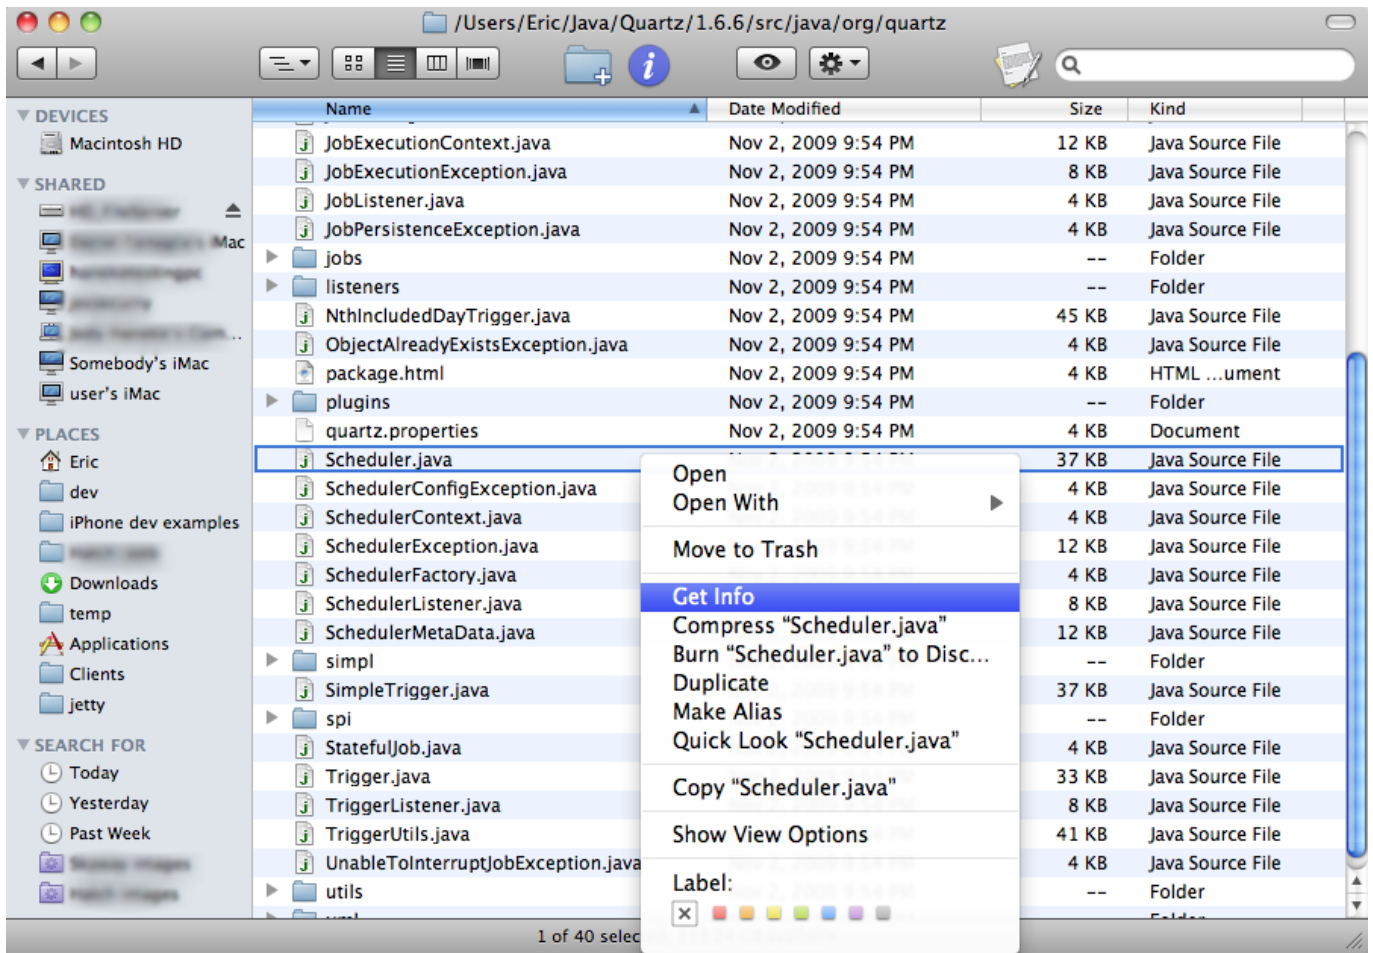 /Users/Eric/Java/Quartz/1.6.6/src/java/org/quartz
DEVICES
Macintosh HD
SHARED
Mac
Somebody's iMac
user's iMac
PLACES
Eric
dev
iPhone dev examples
Downloads
temp
Applications
Clients
jetty
SEARCH FOR
Today
Yesterday
Past Week
Name Date Modified Size Kind
JobExecutionContext.java Nov 2, 2009 9:54 PM 12 KB Java Source File
JobExecutionException.java Nov 2, 2009 9:54 PM 8 KB Java Source File
JobListener.java Nov 2, 2009 9:54 PM 4 KB Java Source File
JobPersistenceException.java Nov 2, 2009 9:54 PM 4 KB Java Source File
jobs Nov 2, 2009 9:54 PM -- Folder
listeners Nov 2, 2009 9:54 PM -- Folder
NthIncludedDayTrigger.java Nov 2, 2009 9:54 PM 45 KB Java Source File
ObjectAlreadyExistsException.java Nov 2, 2009 9:54 PM 4 KB Java Source File
package.html Nov 2, 2009 9:54 PM 4 KB HTML ...ument
plugins Nov 2, 2009 9:54 PM -- Folder
quartz.properties Nov 2, 2009 9:54 PM 4 KB Document
Scheduler.java 37 KB Java Source File
SchedulerConfigException.java 4 KB Java Source File
SchedulerContext.java 4 KB Java Source File
SchedulerException.java 12 KB Java Source File
SchedulerFactory.java 4 KB Java Source File
SchedulerListener.java 8 KB Java Source File
SchedulerMetaData.java 12 KB Java Source File
simpl -- Folder
SimpleTrigger.java 37 KB Java Source File
spi -- Folder
StatefulJob.java 4 KB Java Source File
Trigger.java 33 KB Java Source File
TriggerListener.java 8 KB Java Source File
TriggerUtils.java 41 KB Java Source File
UnableToInterruptJobException.java 4 KB Java Source File
utils -- Folder
Open
Open With
Move to Trash
Get Info
Compress “Scheduler.java”
Burn “Scheduler.java” to Disc...
Duplicate
Make Alias
Quick Look “Scheduler.java”
Copy “Scheduler.java”
Show View Options
Label:
1 of 40 selec